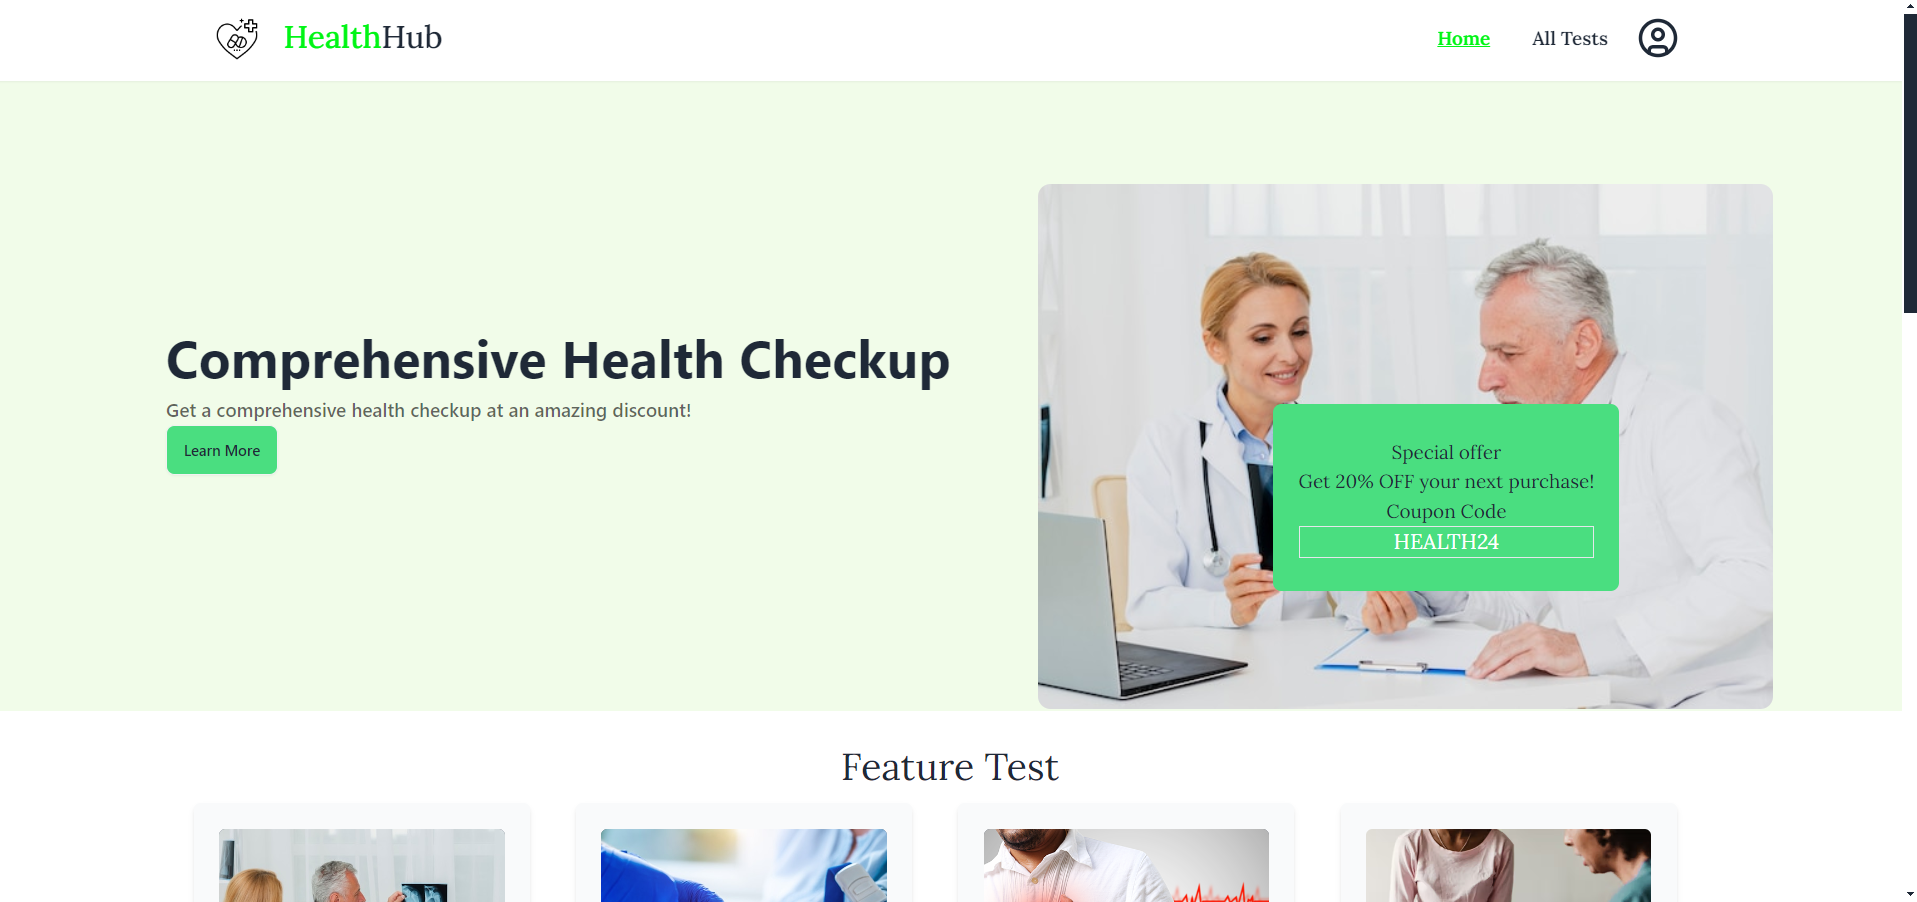 HealthHub
Home
All Tests
Comprehensive Health Checkup
Get a comprehensive health checkup at an amazing discount!
Learn More
Special offer
Get 20% OFF your next purchase!
Coupon Code
HEALTH24
Feature Test